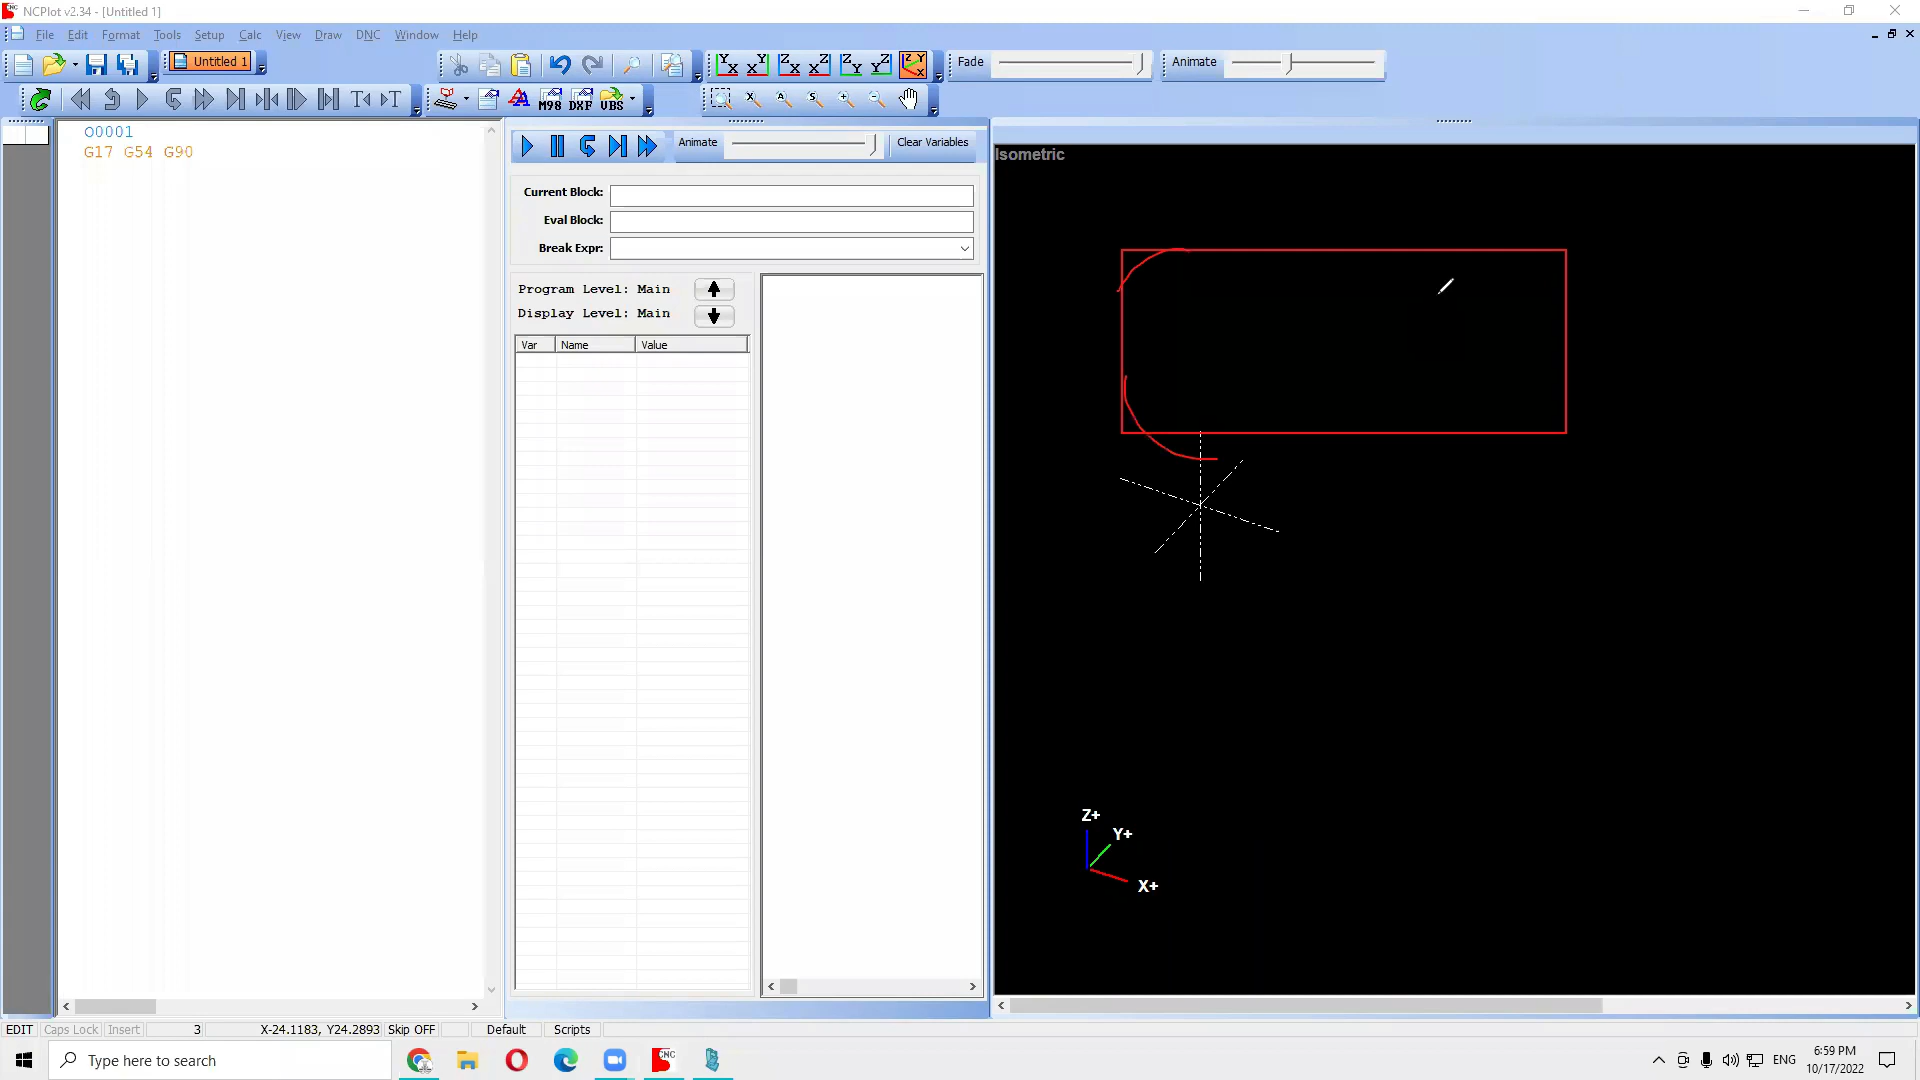 NCPlot v2.34 - [Untitled 1]
File Edit Format Tools Setup Calc View Draw DNC Window Help
Untitled 1
Fade
Animate
M98 DXF VBS
O0001
G17 G54 G90
Animate
Clear Variables
Current Block:
Eval Block:
Break Expr:
Program Level: Main
Display Level: Main
Var Name Value
Isometric
Z+
Y+
X+
EDIT Caps Lock Insert 3 X-24.1183, Y24.2893 Skip OFF Default Scripts
Type here to search
CNC
ENG
6:59 PM
10/17/2022